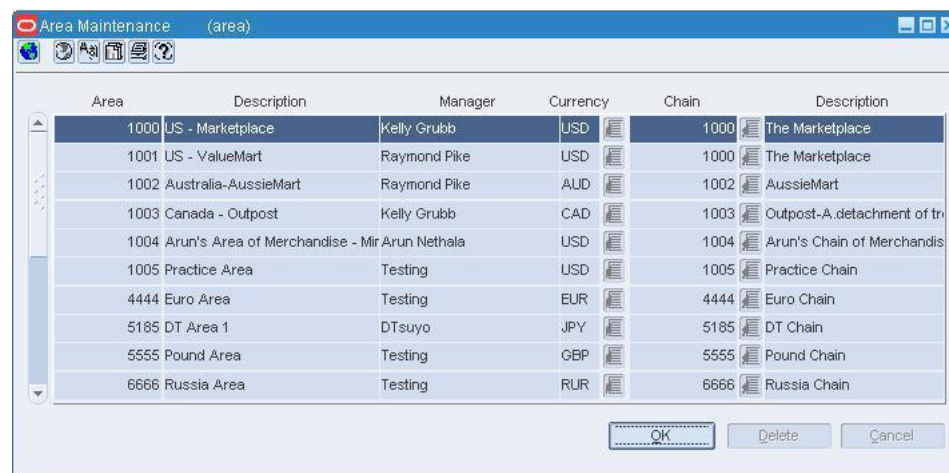 Area Maintenance (area)
Area Description Manager Currency Chain Description
1000 US - Marketplace Kelly Grubb USD 1000 The Marketplace
1001 US - ValueMart Raymond Pike USD 1000 The Marketplace
1002 Australia-AussieMart Raymond Pike AUD 1002 AussieMart
1003 Canada - Outpost Kelly Grubb CAD 1003 Outpost-A.detachment of tr
1004 Arun's Area of Merchandise - Mir Arun Nethala USD 1004 Arun's Chain of Merchandis
1005 Practice Area Testing USD 1005 Practice Chain
4444 Euro Area Testing EUR 4444 Euro Chain
5185 DT Area 1 DTsuyo JPY 5185 DT Chain
5555 Pound Area Testing GBP 5555 Pound Chain
6666 Russia Area Testing RUR 6666 Russia Chain
OK Delete Cancel